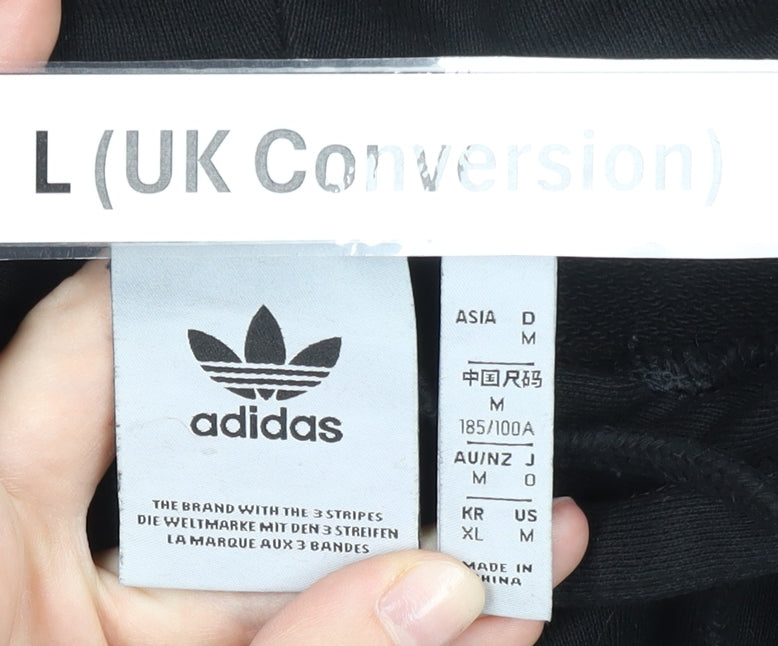 L (UK Conversion)
adidas
THE BRAND WITH THE 3 STRIPES
DIE WELTMARKE MIT DEN 3 STREIFEN
LA MARQUE AUX 3 BANDES
ASIA D
M
中国尺码
M
185/100A
AU/NZ J
M O
KR US
XL M
MADE IN
CHINA